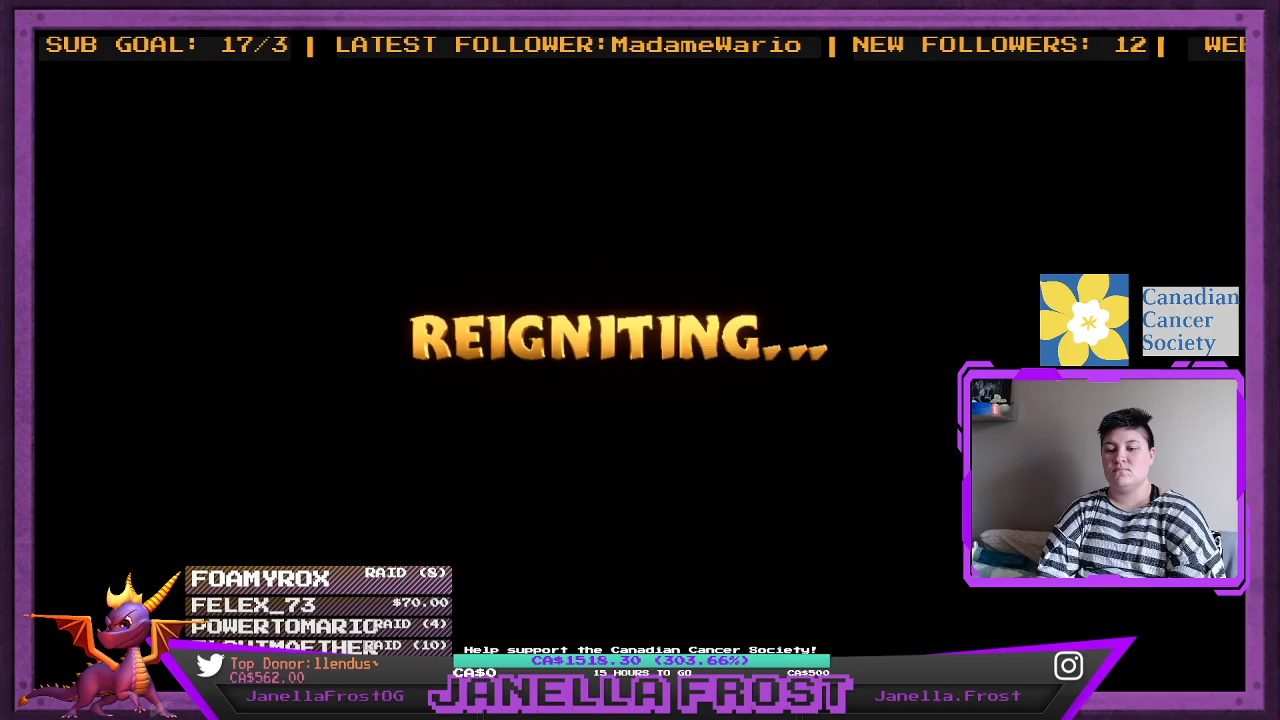 SUB GOAL: 17/3 | LATEST FOLLOWER:MadameWario | NEW FOLLOWERS: 12 | WEE
REIGNITING...
Canadian
Cancer
Society
FOAMYROX RAID (8)
FELEX_73 $70.00
POWERTOMARIO RAID (4)
RAID (10)
Help support the Canadian Cancer Society!
CA$1518.30 (303.66%)
CA$0 15 HOURS TO GO CA$500
Top Donor:llendus
CA$562.00
JanellaFrostOG
JANELLA FROST
Janella.Frost